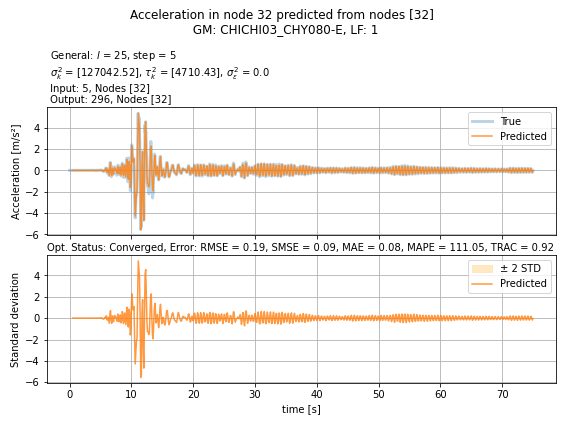 Acceleration in node 32 predicted from nodes [32]
GM: CHICHI03_CHY080-E, LF: 1
General: l = 25, step = 5
σ²ₖ = [127042.52], τ²ₖ = [4710.43], σ²ₑ = 0.0
Input: 5, Nodes [32]
Output: 296, Nodes [32]
Acceleration [m/s²]
4
2
0
−2
−4
−6
True
Predicted
Opt. Status: Converged, Error: RMSE = 0.19, SMSE = 0.09, MAE = 0.08, MAPE = 111.05, TRAC = 0.92
Standard deviation
4
2
0
−2
−4
−6
± 2 STD
Predicted
0 10 20 30 40 50 60 70
time [s]